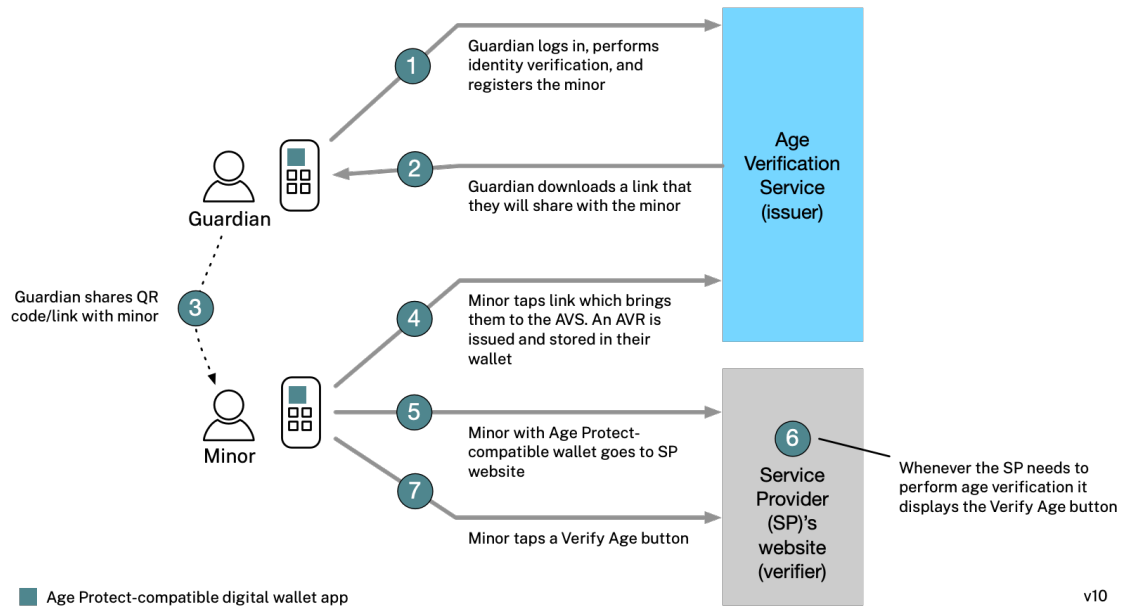 1
Guardian logs in, performs
identity verification, and
registers the minor
2
Guardian downloads a link that
they will share with the minor
Guardian
Age
Verification
Service
(issuer)
Guardian shares QR
code/link with minor
3
4
Minor taps link which brings
them to the AVS. An AVR is
issued and stored in their
wallet
Minor
5
Minor with Age Protect-
compatible wallet goes to SP
website
6
Service
Provider
(SP)'s
website
(verifier)
Whenever the SP needs to
perform age verification it
displays the Verify Age button
7
Minor taps a Verify Age button
Age Protect-compatible digital wallet app
v10